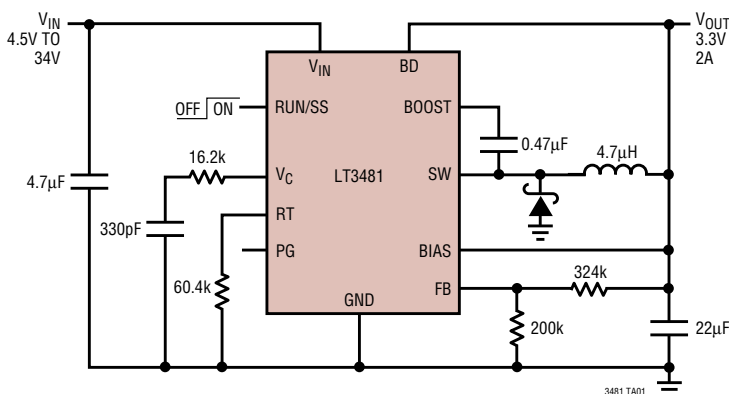 VIN
4.5V TO
34V
VOUT
3.3V
2A
VIN
BD
OFF ON
RUN/SS
BOOST
0.47µF
4.7µH
16.2k
4.7µF
VC
LT3481
SW
330pF
RT
PG
BIAS
60.4k
324k
GND
FB
200k
22µF
3481 TA01